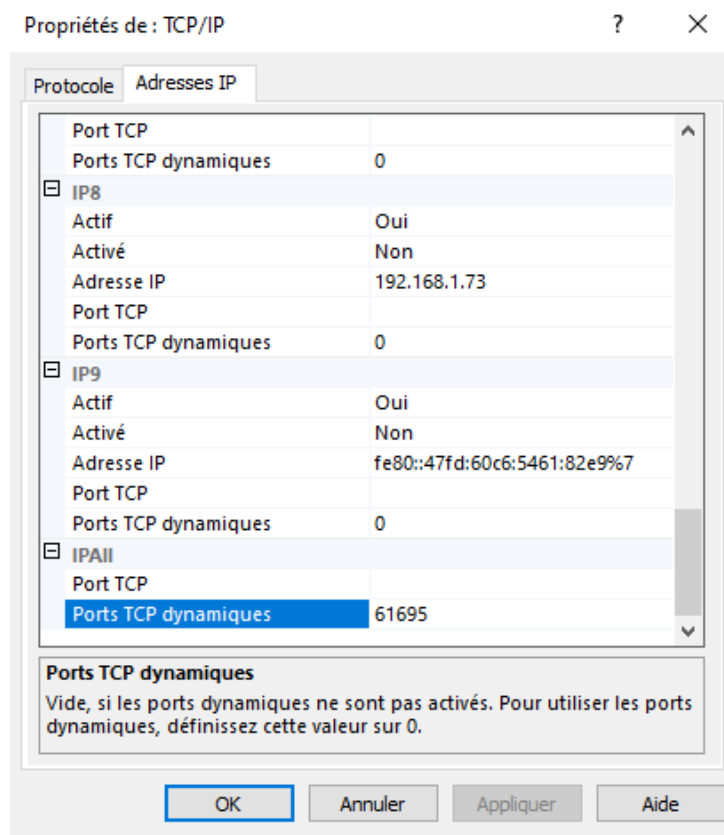 Propriétés de : TCP/IP ? ×
Protocole Adresses IP
Port TCP
Ports TCP dynamiques 0
IP8
Actif Oui
Activé Non
Adresse IP 192.168.1.73
Port TCP
Ports TCP dynamiques 0
IP9
Actif Oui
Activé Non
Adresse IP fe80::47fd:60c6:5461:82e9%7
Port TCP
Ports TCP dynamiques 0
IPAll
Port TCP
Ports TCP dynamiques 61695
Ports TCP dynamiques
Vide, si les ports dynamiques ne sont pas activés. Pour utiliser les ports
dynamiques, définissez cette valeur sur 0.
OK Annuler Appliquer Aide